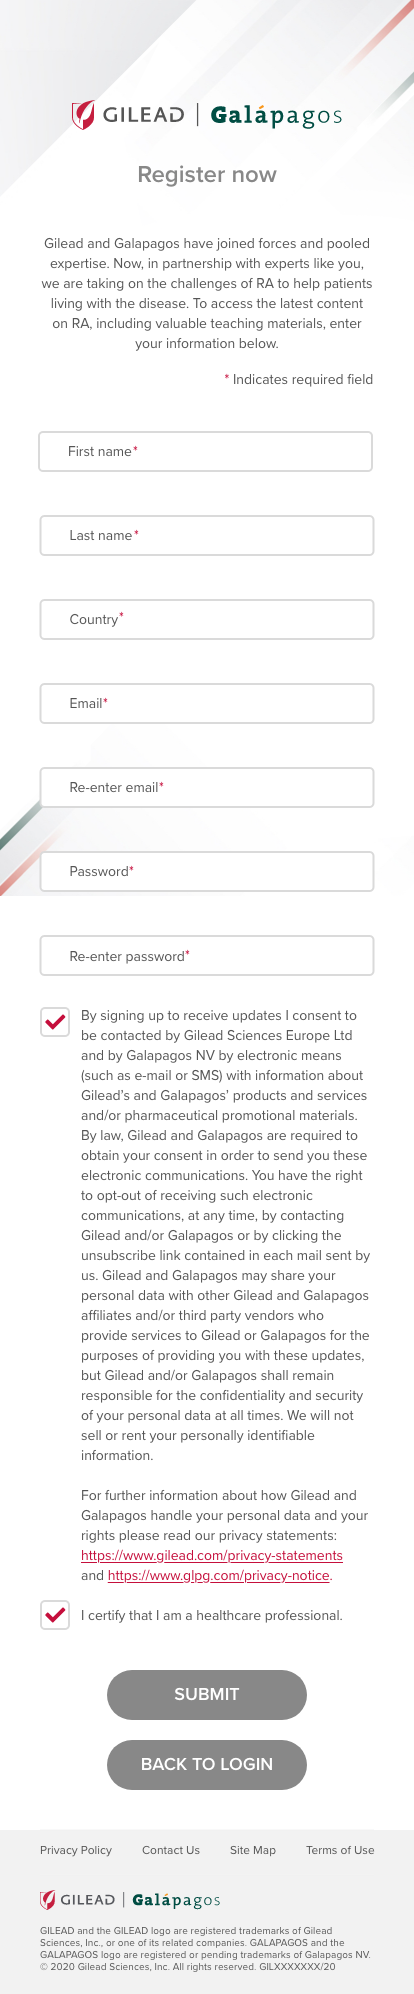 GILEAD | Galápagos
Register now
Gilead and Galapagos have joined forces and pooled
expertise. Now, in partnership with experts like you,
we are taking on the challenges of RA to help patients
living with the disease. To access the latest content
on RA, including valuable teaching materials, enter
your information below.
* Indicates required field
First name*
Last name*
Country*
Email*
Re-enter email*
Password*
Re-enter password*
By signing up to receive updates I consent to
be contacted by Gilead Sciences Europe Ltd
and by Galapagos NV by electronic means
(such as e-mail or SMS) with information about
Gilead's and Galapagos' products and services
and/or pharmaceutical promotional materials.
By law, Gilead and Galapagos are required to
obtain your consent in order to send you these
electronic communications. You have the right
to opt-out of receiving such electronic
communications, at any time, by contacting
Gilead and/or Galapagos or by clicking the
unsubscribe link contained in each mail sent by
us. Gilead and Galapagos may share your
personal data with other Gilead and Galapagos
affiliates and/or third party vendors who
provide services to Gilead or Galapagos for the
purposes of providing you with these updates,
but Gilead and/or Galapagos shall remain
responsible for the confidentiality and security
of your personal data at all times. We will not
sell or rent your personally identifiable
information.
For further information about how Gilead and
Galapagos handle your personal data and your
rights please read our privacy statements:
https://www.gilead.com/privacy-statements
and https://www.glpg.com/privacy-notice.
I certify that I am a healthcare professional.
SUBMIT
BACK TO LOGIN
Privacy Policy Contact Us Site Map Terms of Use
GILEAD | Galápagos
GILEAD and the GILEAD logo are registered trademarks of Gilead
Sciences, Inc., or one of its related companies. GALAPAGOS and the
GALAPAGOS logo are registered or pending trademarks of Galapagos NV.
© 2020 Gilead Sciences, Inc. All rights reserved. GILXXXXXXX/20